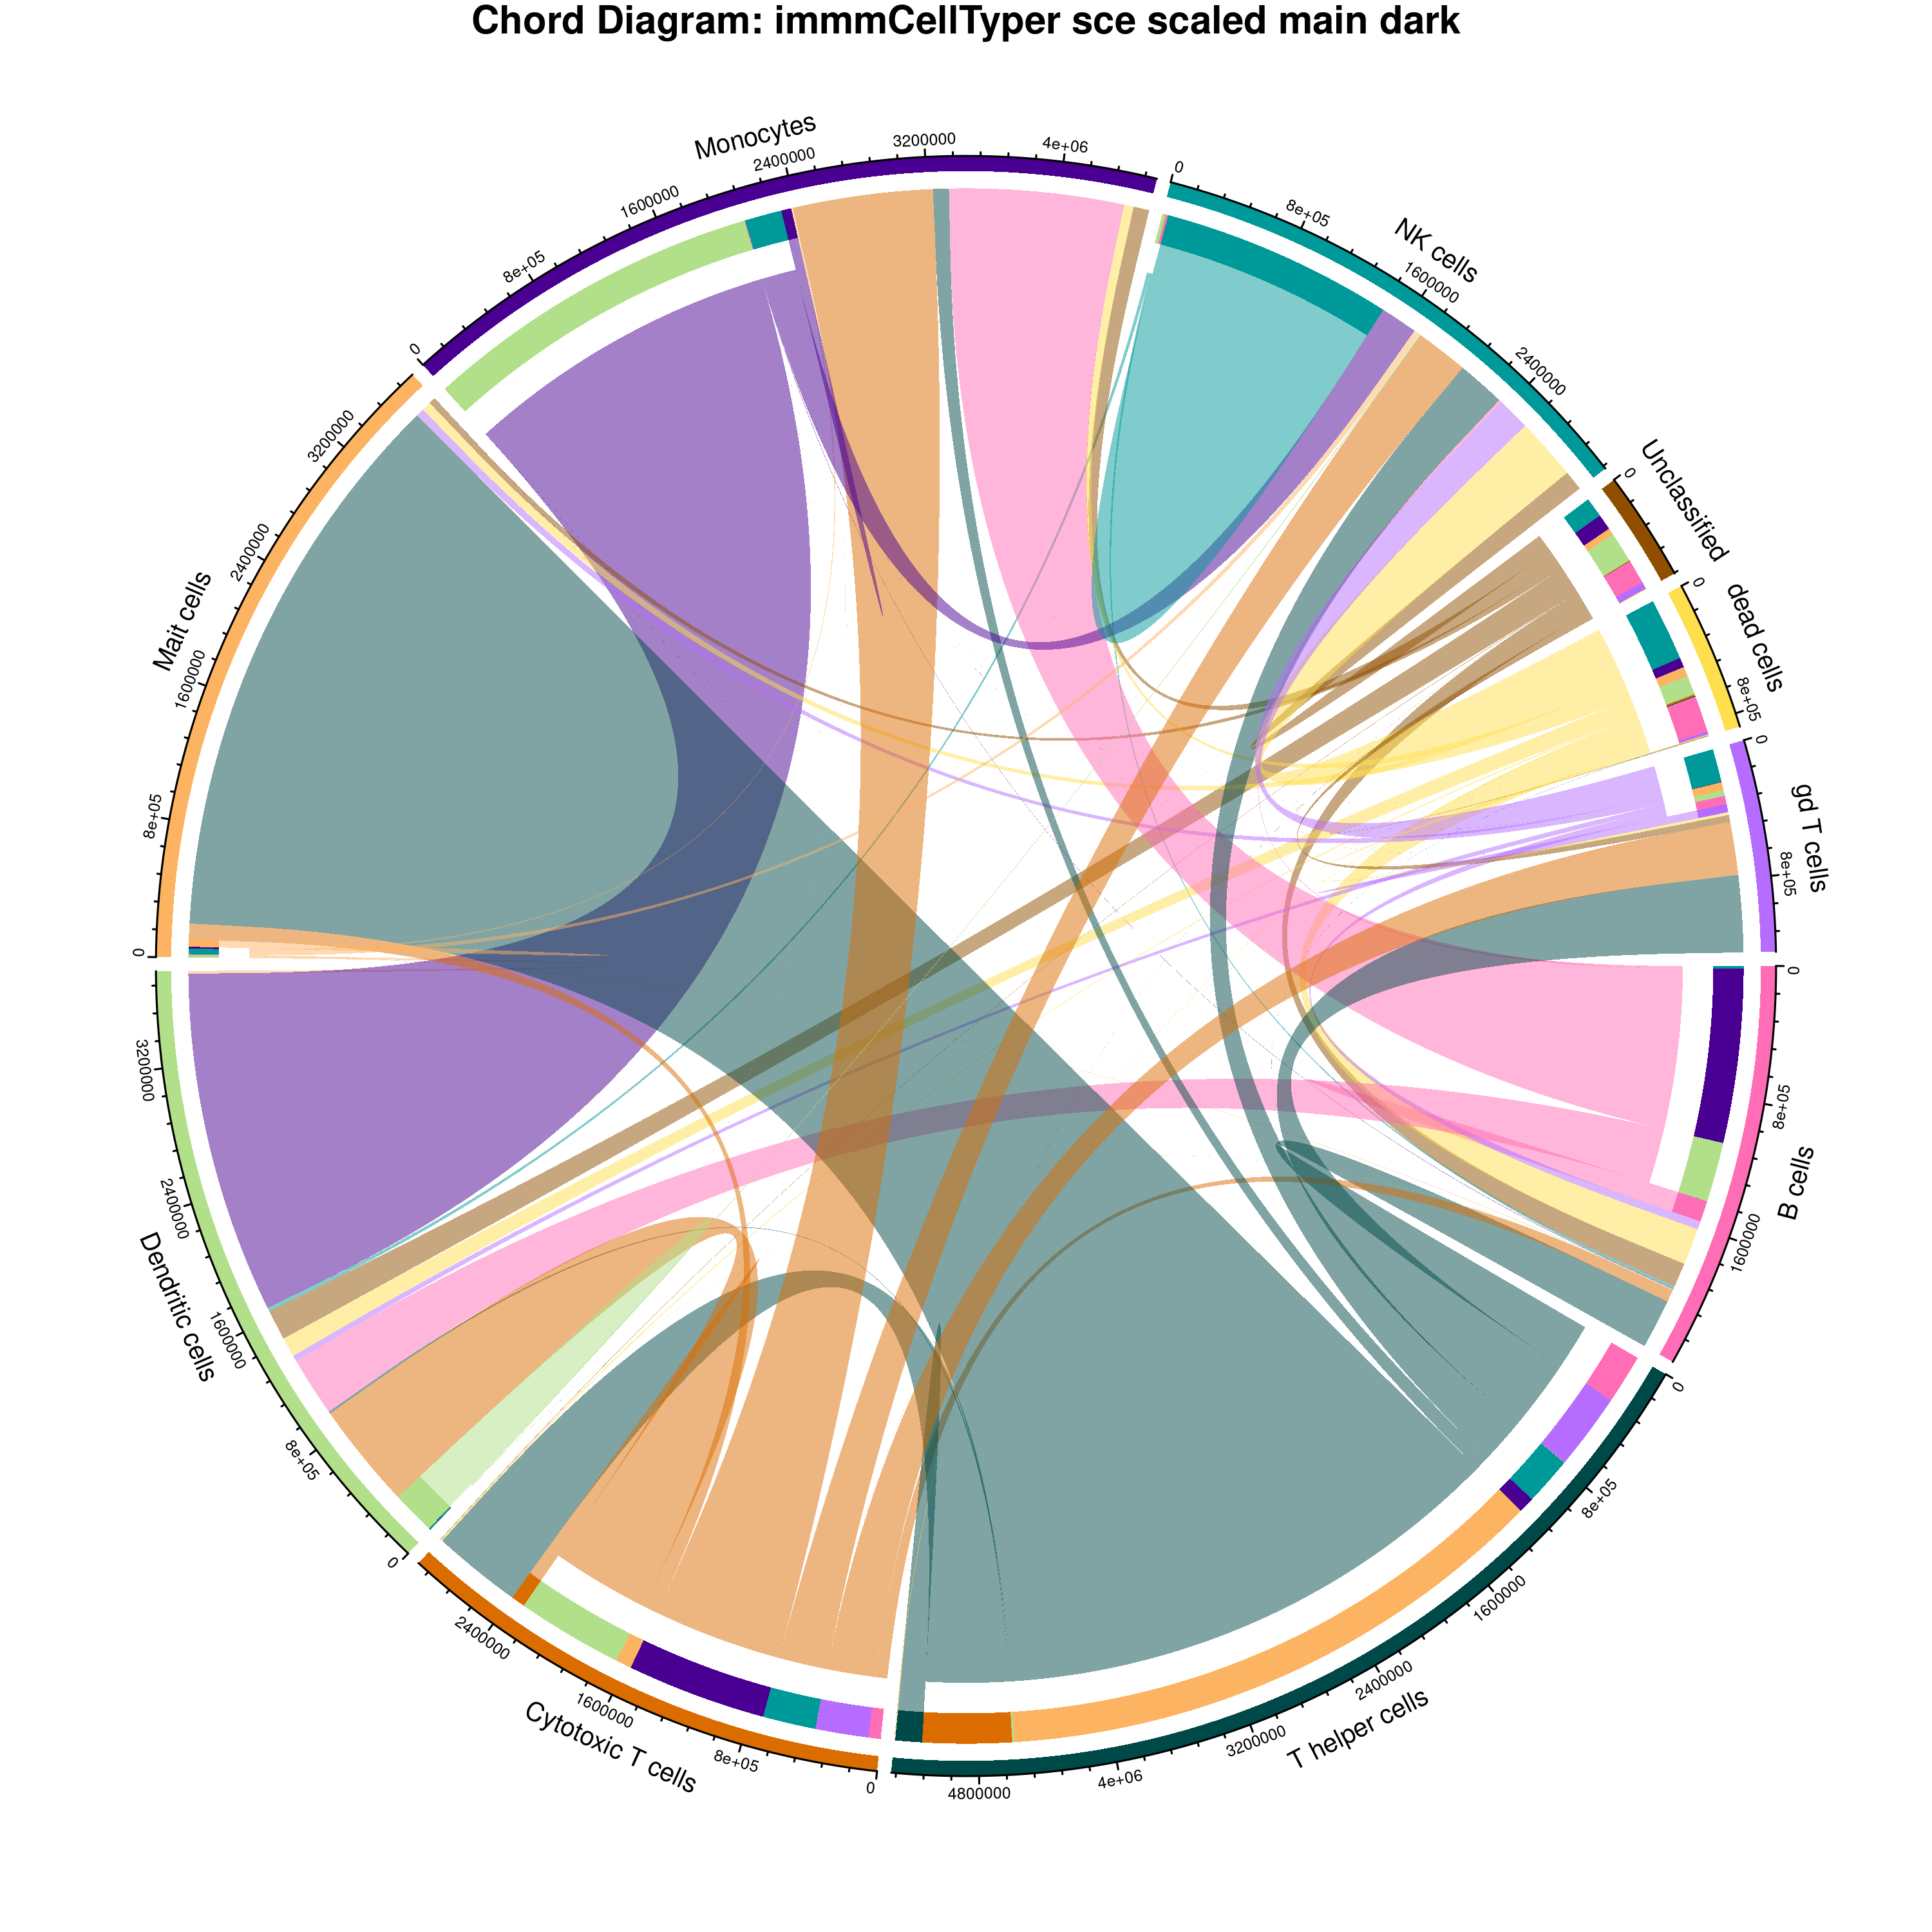 Chord Diagram: immmCellTyper sce scaled main dark
Monocytes
0
8e+05
1600000
2400000
3200000
4e+06
NK cells
0
8e+05
1600000
2400000
Unclassified
0
dead cells
0
8e+05
gd T cells
0
8e+05
B cells
0
8e+05
1600000
T helper cells
0
8e+05
1600000
2400000
3200000
4e+06
4800000
Cytotoxic T cells
0
8e+05
1600000
2400000
Dendritic cells
0
8e+05
1600000
2400000
3200000
Mait cells
0
8e+05
1600000
2400000
3200000